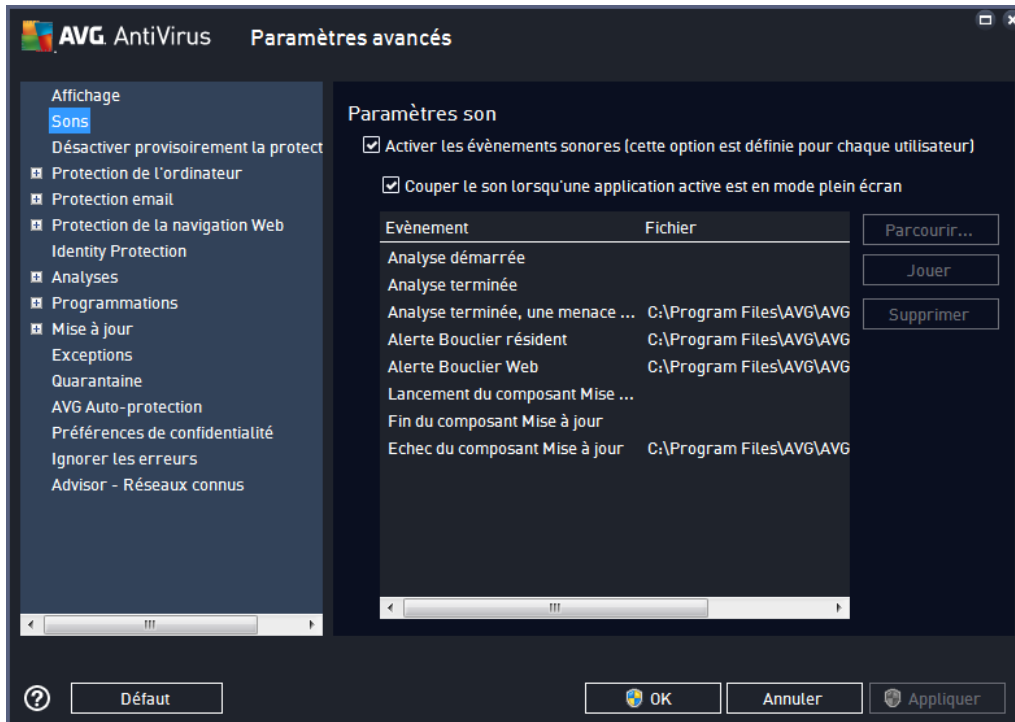 AVG. AntiVirus Paramètres avancés
Affichage
Sons
Désactiver provisoirement la protect
Protection de l'ordinateur
Protection email
Protection de la navigation Web
Identity Protection
Analyses
Programmations
Mise à jour
Exceptions
Quarantaine
AVG Auto-protection
Préférences de confidentialité
Ignorer les erreurs
Advisor - Réseaux connus
Paramètres son
Activer les évènements sonores (cette option est définie pour chaque utilisateur)
Couper le son lorsqu'une application active est en mode plein écran
Evènement Fichier
Analyse démarrée
Analyse terminée
Analyse terminée, une menace ... C:\Program Files\AVG\AVG
Alerte Bouclier résident C:\Program Files\AVG\AVG
Alerte Bouclier Web C:\Program Files\AVG\AVG
Lancement du composant Mise ...
Fin du composant Mise à jour
Echec du composant Mise à jour C:\Program Files\AVG\AVG
Parcourir...
Jouer
Supprimer
Défaut
OK
Annuler
Appliquer